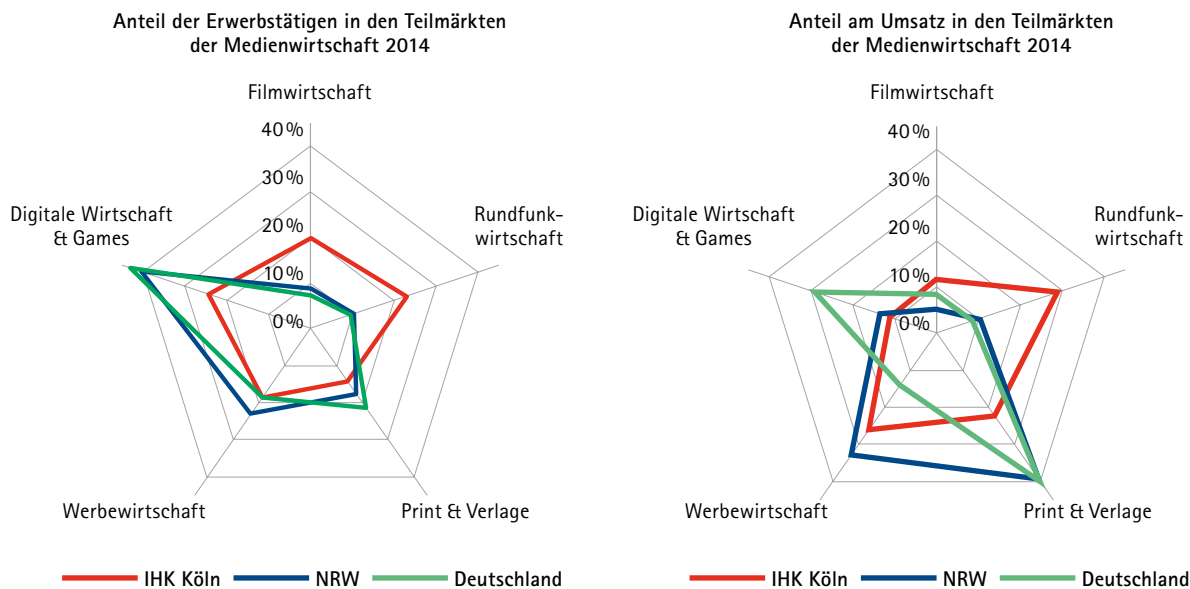 Anteil der Erwerbstätigen in den Teilmärkten
der Medienwirtschaft 2014
Filmwirtschaft
40%
30%
20%
10%
0%
Digitale Wirtschaft
& Games
Rundfunk-
wirtschaft
Werbewirtschaft
Print & Verlage
IHK Köln
NRW
Deutschland
Anteil am Umsatz in den Teilmärkten
der Medienwirtschaft 2014
Filmwirtschaft
40%
30%
20%
10%
0%
Digitale Wirtschaft
& Games
Rundfunk-
wirtschaft
Werbewirtschaft
Print & Verlage
IHK Köln
NRW
Deutschland